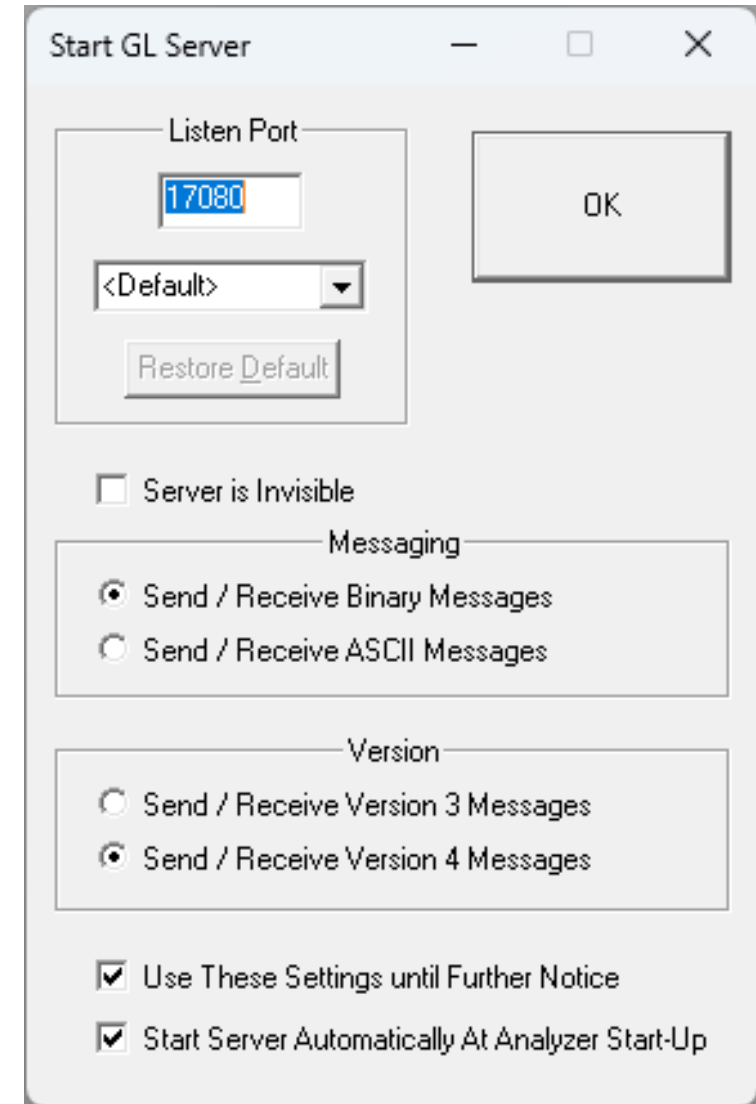 Start GL Server
Listen Port
17080
OK
<Default>
Restore Default
Server is Invisible
Messaging
Send / Receive Binary Messages
Send / Receive ASCII Messages
Version
Send / Receive Version 3 Messages
Send / Receive Version 4 Messages
Use These Settings until Further Notice
Start Server Automatically At Analyzer Start-Up